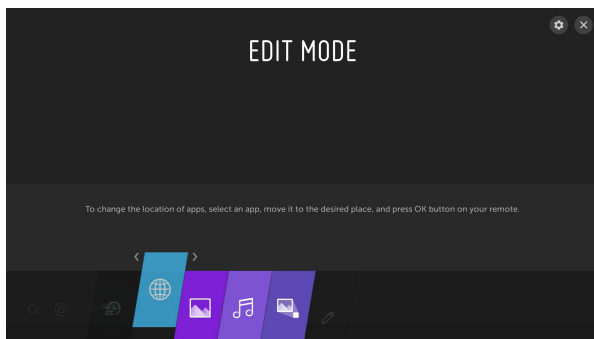 EDIT MODE
To change the location of apps, select an app, move it to the desired place, and press OK button on your remote.